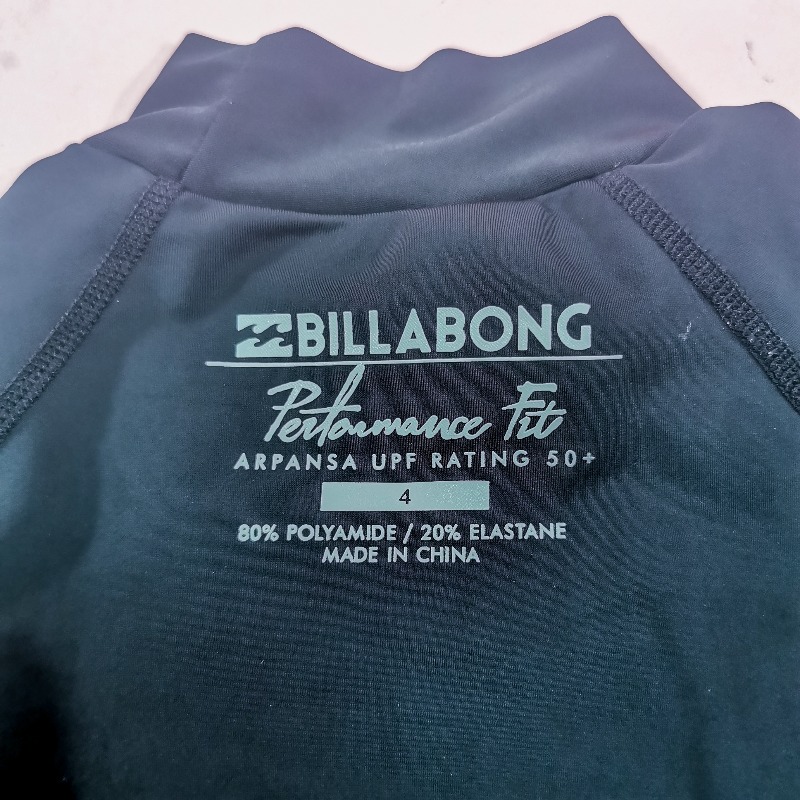 BILLABONG
Performance Fit
ARPANSA UPF RATING 50+
4
80% POLYAMIDE / 20% ELASTANE
MADE IN CHINA